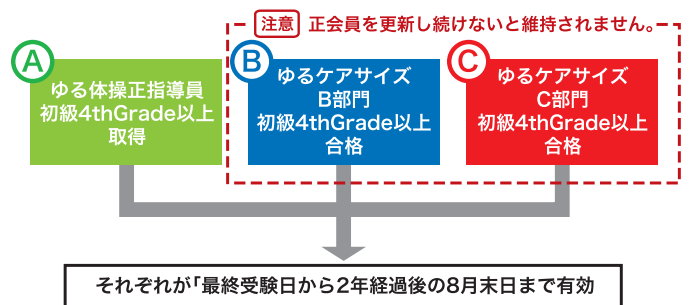 注意 正会員を更新し続けないと維持されません。
A
ゆる体操正指導員
初級4thGrade以上
取得
B
ゆるケアサイズ
B部門
初級4thGrade以上
合格
C
ゆるケアサイズ
C部門
初級4thGrade以上
合格
それぞれが「最終受験日から2年経過後の8月末日まで有効